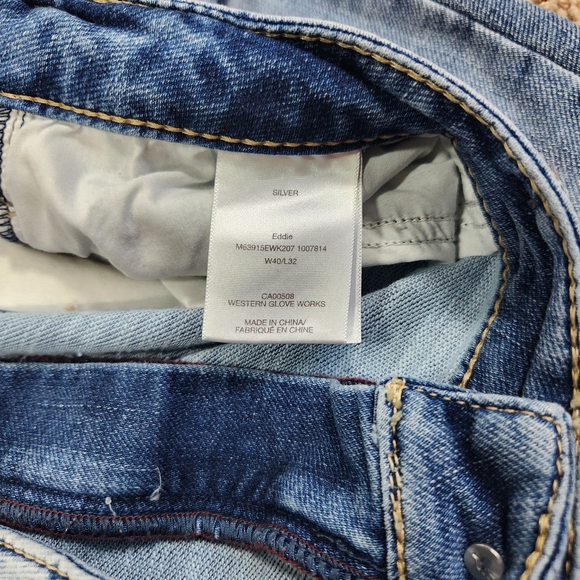 SILVER
Eddie
M63915EWK207 1007814
W40/L32
CA00508
WESTERN GLOVE WORKS
MADE IN CHINA/
FABRIQUÉ EN CHINE